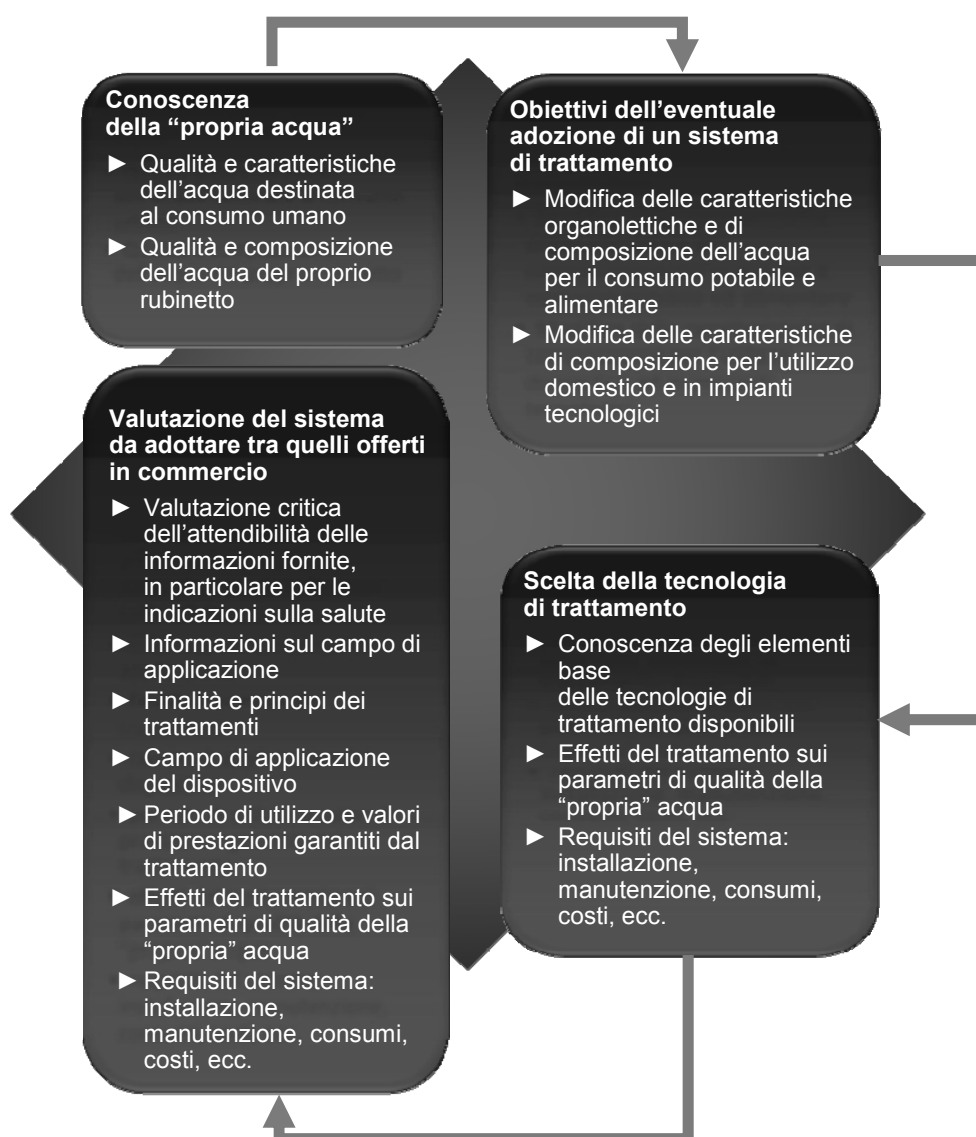 Conoscenza
della “propria acqua”
► Qualità e caratteristiche
dell’acqua destinata
al consumo umano
► Qualità e composizione
dell’acqua del proprio
rubinetto
Obiettivi dell’eventuale
adozione di un sistema
di trattamento
► Modifica delle caratteristiche
organolettiche e di
composizione dell’acqua
per il consumo potabile e
alimentare
► Modifica delle caratteristiche
di composizione per l’utilizzo
domestico e in impianti
tecnologici
Scelta della tecnologia
di trattamento
► Conoscenza degli elementi
base
delle tecnologie di
trattamento disponibili
► Effetti del trattamento sui
parametri di qualità della
“propria” acqua
► Requisiti del sistema:
installazione,
manutenzione, consumi,
costi, ecc.
Valutazione del sistema
da adottare tra quelli offerti
in commercio
► Valutazione critica
dell’attendibilità delle
informazioni fornite,
in particolare per le
indicazioni sulla salute
► Informazioni sul campo di
applicazione
► Finalità e principi dei
trattamenti
► Campo di applicazione
del dispositivo
► Periodo di utilizzo e valori
di prestazioni garantiti dal
trattamento
► Effetti del trattamento sui
parametri di qualità della
“propria” acqua
► Requisiti del sistema:
installazione,
manutenzione, consumi,
costi, ecc.